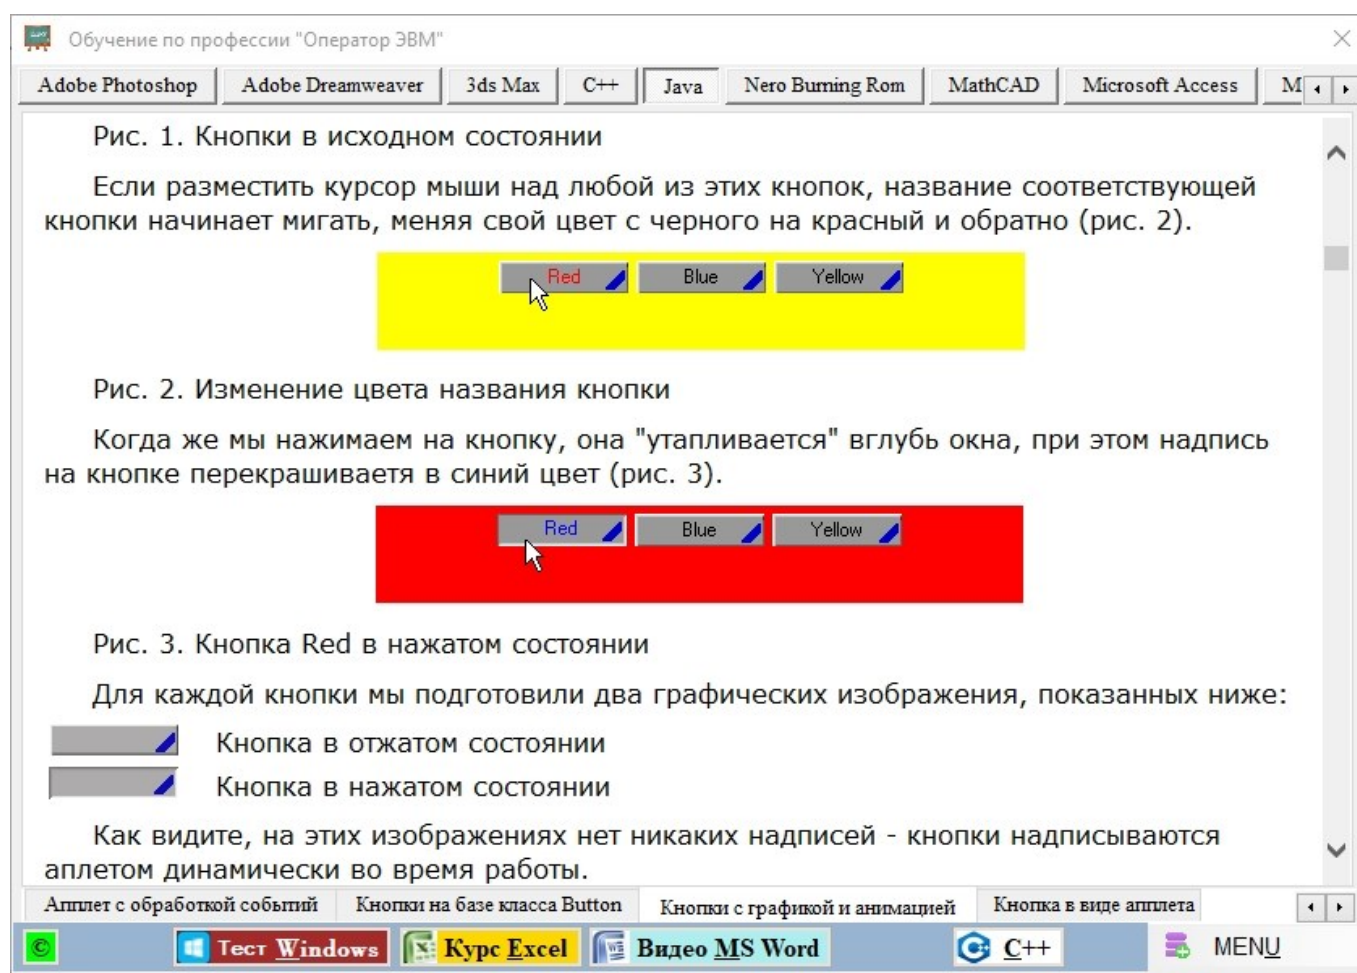 Обучение по профессии "Оператор ЭВМ"
Adobe Photoshop Adobe Dreamweaver 3ds Max C++ Java Nero Burning Rom MathCAD Microsoft Access M
Рис. 1. Кнопки в исходном состоянии
Если разместить курсор мыши над любой из этих кнопок, название соответствующей
кнопки начинает мигать, меняя свой цвет с черного на красный и обратно (рис. 2).
Red Blue Yellow
Рис. 2. Изменение цвета названия кнопки
Когда же мы нажимаем на кнопку, она "утапливается" вглубь окна, при этом надпись
на кнопке перекрашиваетя в синий цвет (рис. 3).
Red Blue Yellow
Рис. 3. Кнопка Red в нажатом состоянии
Для каждой кнопки мы подготовили два графических изображения, показанных ниже:
Кнопка в отжатом состоянии
Кнопка в нажатом состоянии
Как видите, на этих изображениях нет никаких надписей - кнопки надписываются
аплетом динамически во время работы.
Апплет с обработкой событий Кнопки на базе класса Button Кнопки с графикой и анимацией Кнопка в виде апплета
© Тест Windows Курс Excel Видео MS Word C++ MENU